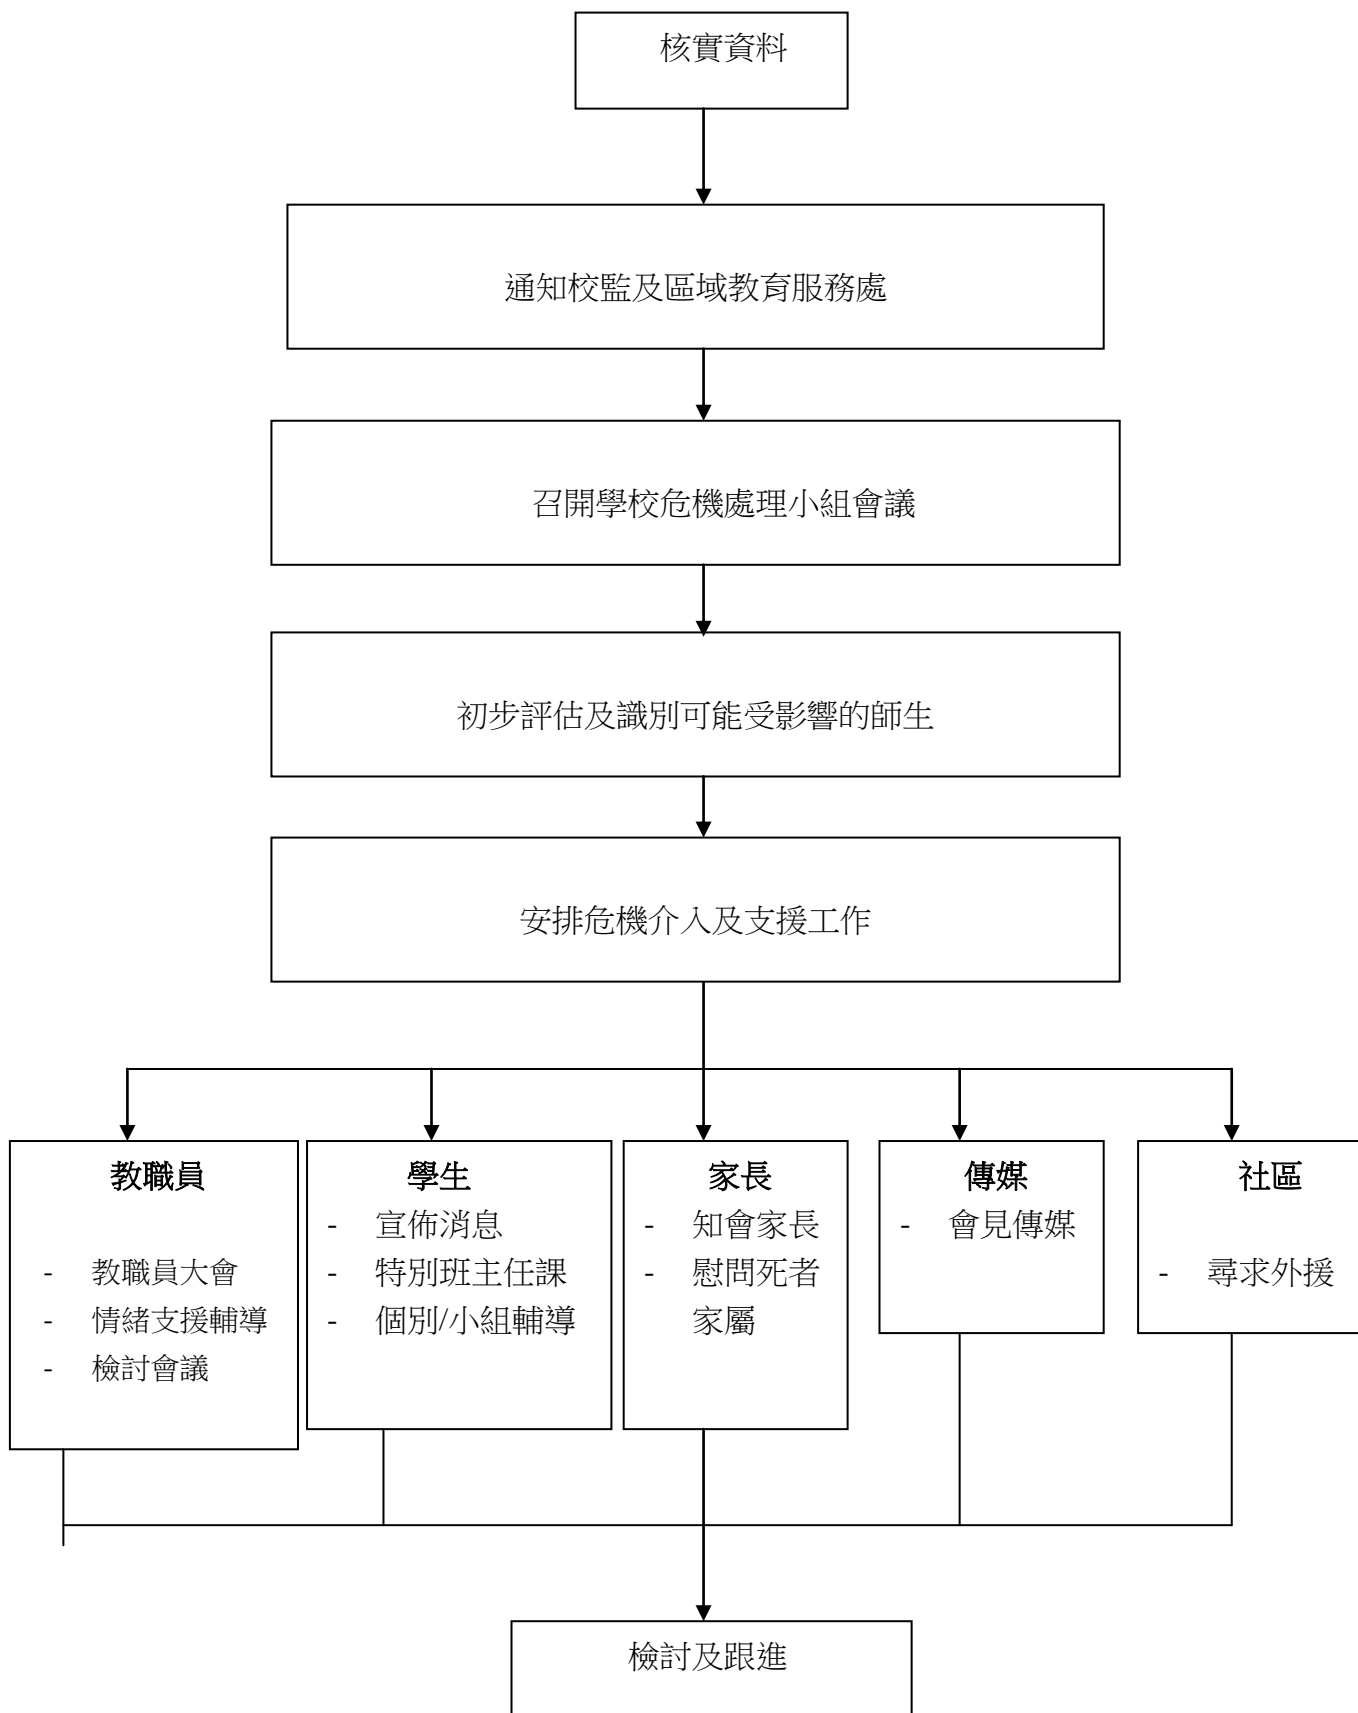 核實資料
通知校監及區域教育服務處
召開學校危機處理小組會議
初步評估及識別可能受影響的師生
安排危機介入及支援工作
教職員
- 教職員大會
- 情緒支援輔導
- 檢討會議
學生
- 宣佈消息
- 特別班主任課
- 個別/小組輔導
家長
- 知會家長
- 慰問死者
家屬
傳媒
- 會見傳媒
社區
- 尋求外援
檢討及跟進